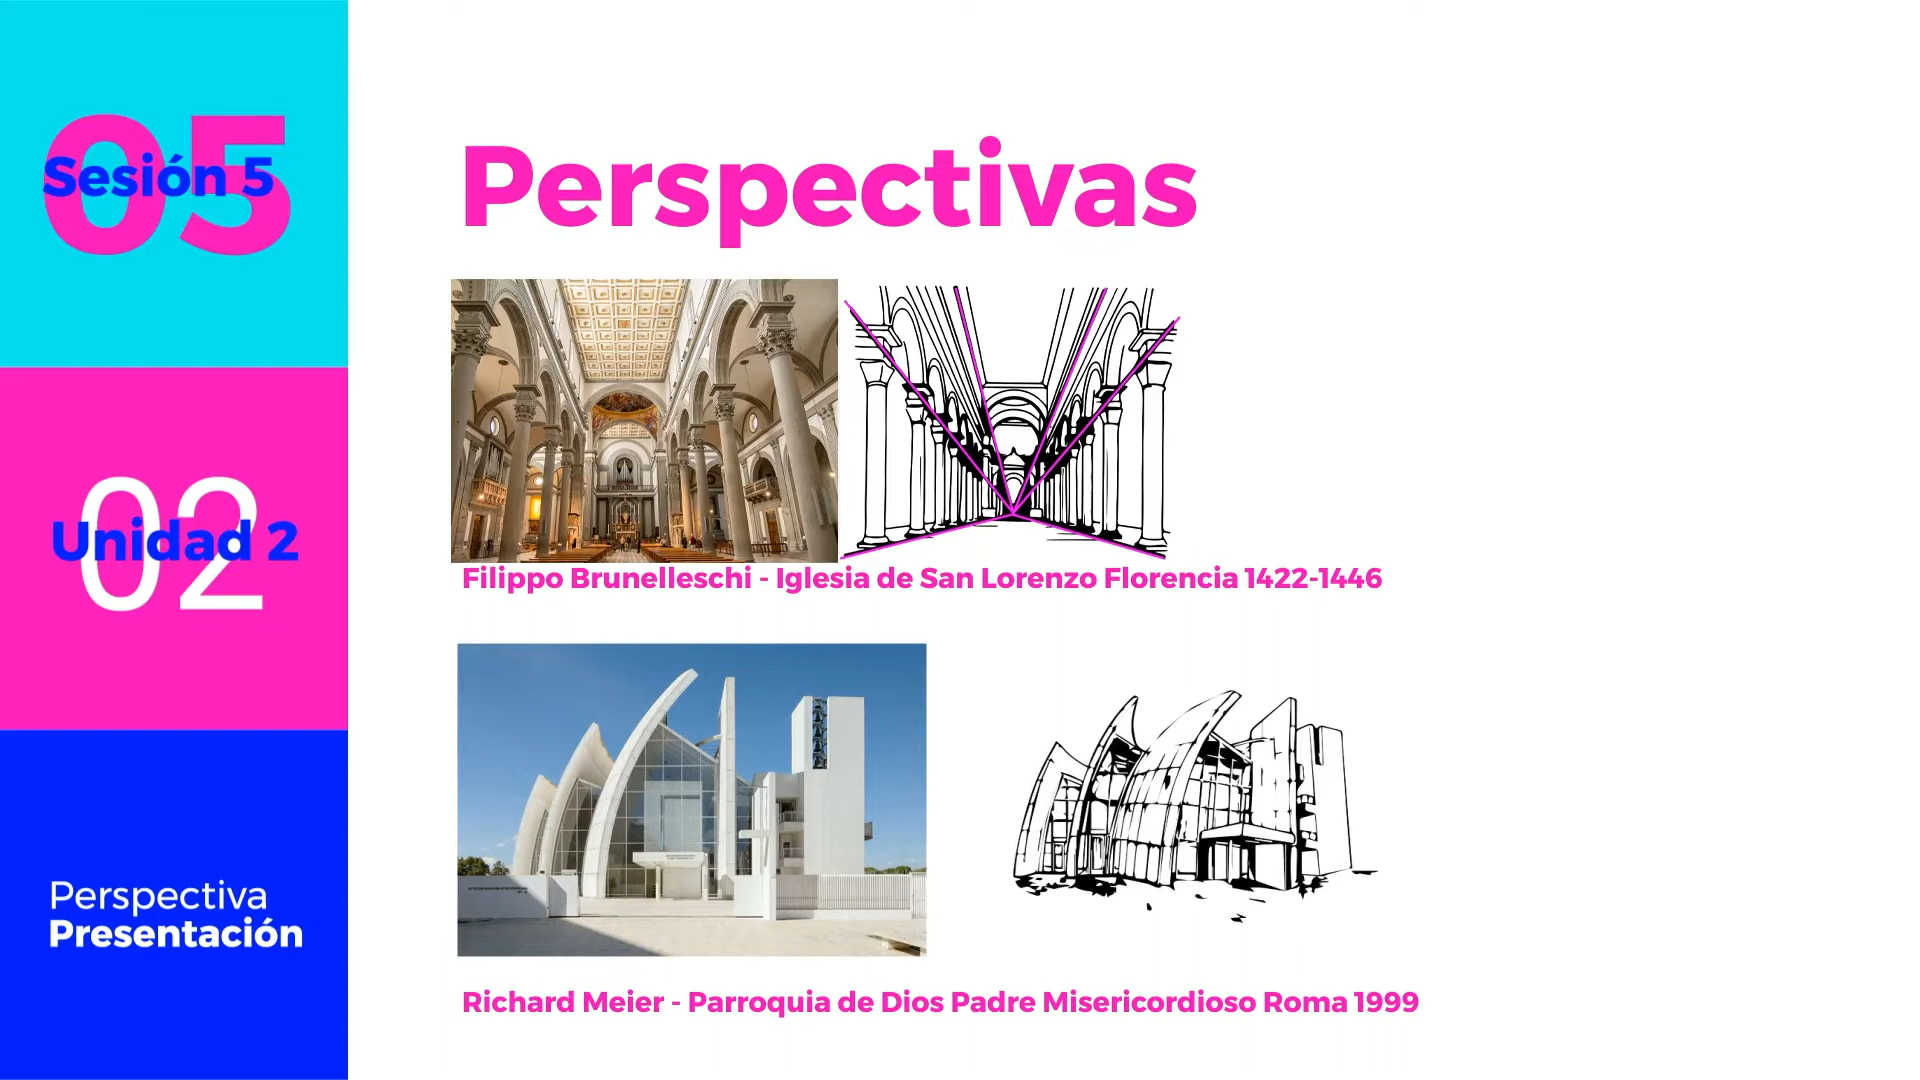 05
Sesión 5
02
Unidad 2
Perspectiva
Presentación
Perspectivas
Filippo Brunelleschi - Iglesia de San Lorenzo Florencia 1422-1446
Richard Meier - Parroquia de Dios Padre Misericordioso Roma 1999